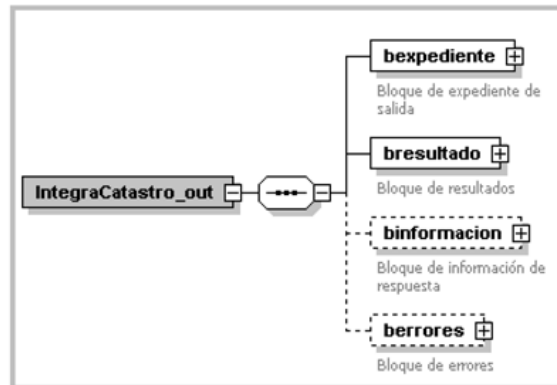 bexpediente
Bloque de expediente de
salida
bresultado
Bloque de resultados
IntegraCatastro_out
binformacion
Bloque de información de
respuesta
berrores
Bloque de errores